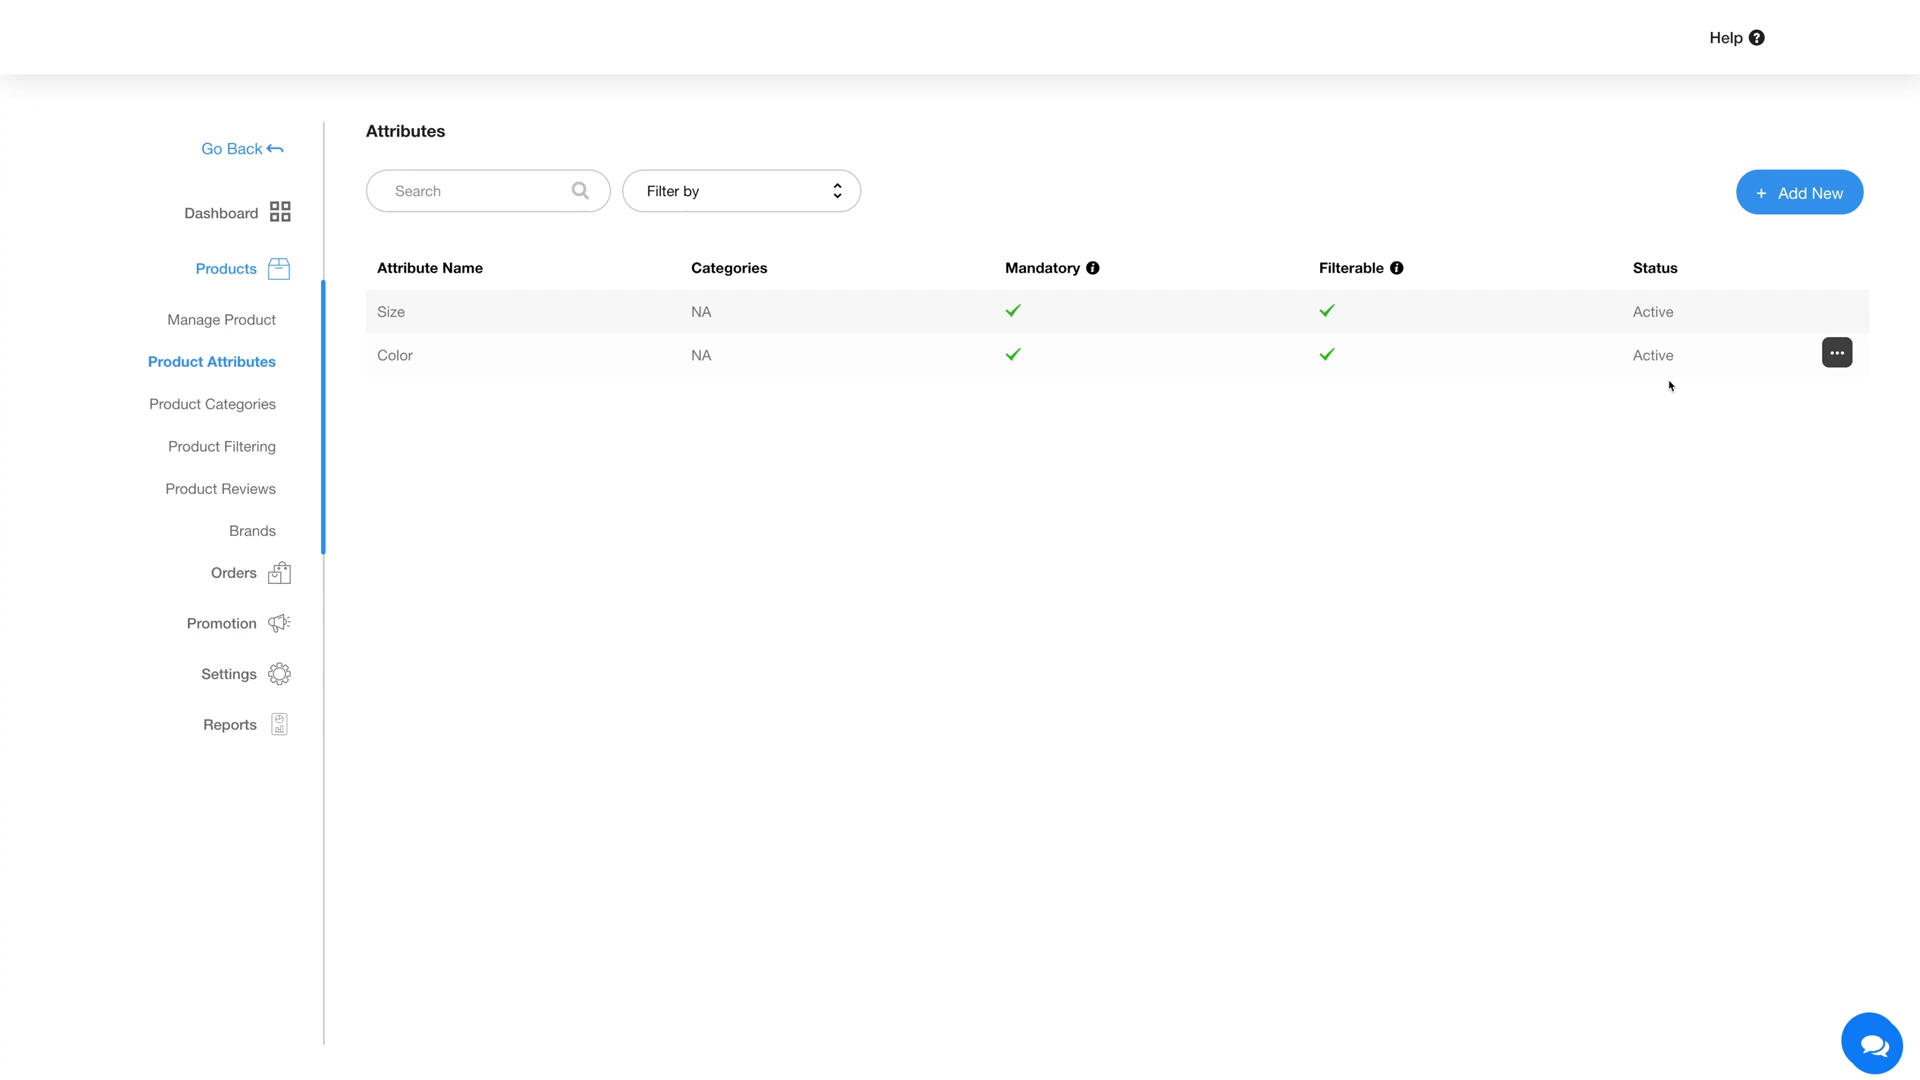 Help
Go Back
Dashboard
Products
Manage Product
Product Attributes
Product Categories
Product Filtering
Product Reviews
Brands
Orders
Promotion
Settings
Reports
Attributes
Search
Filter by
+ Add New
Attribute Name Categories Mandatory Filterable Status
Size NA Active
Color NA Active